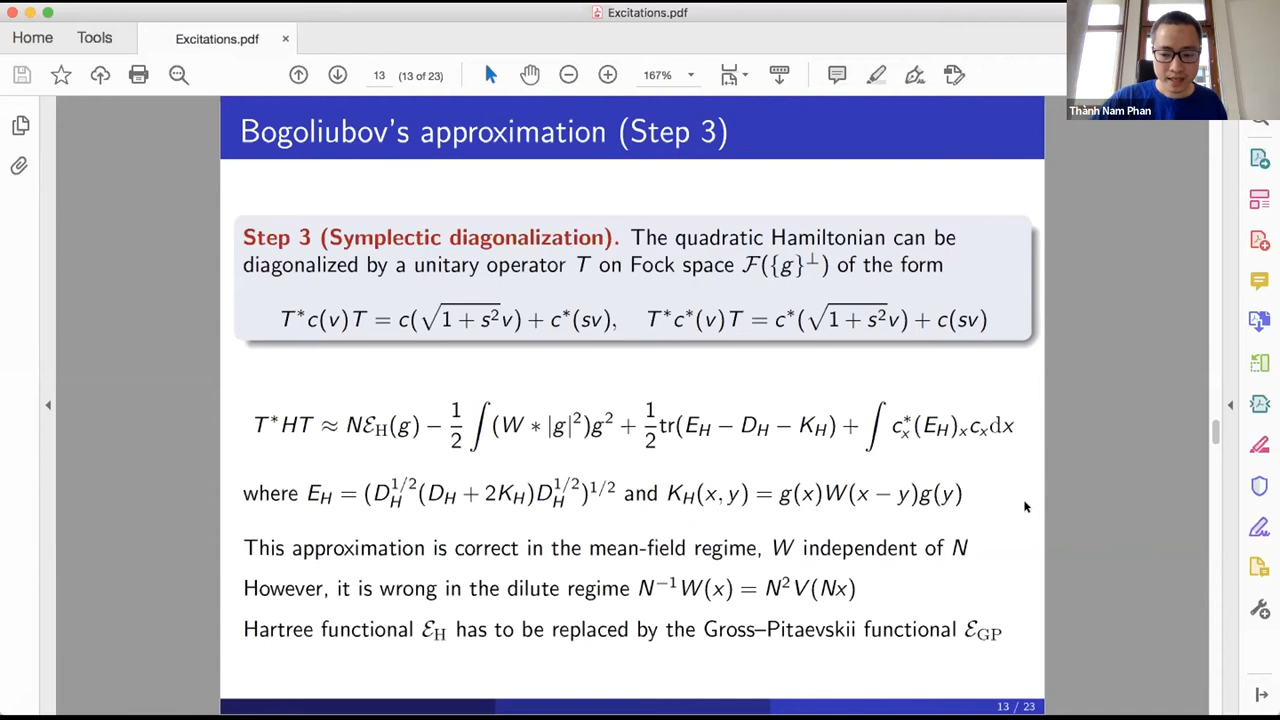 Excitations.pdf
Home
Tools
Excitations.pdf
×
13
(13 of 23)
167%
Thành Nam Phan
Bogoliubov's approximation (Step 3)
Step 3 (Symplectic diagonalization). The quadratic Hamiltonian can be
diagonalized by a unitary operator T on Fock space ℱ({g}^⊥) of the form
T*c(v)T = c(√(1 + s²)v) + c*(sv), T*c*(v)T = c*(√(1 + s²)v) + c(sv)
T*HT ≈ Nℰ_H(g) − 1/2 ∫(W ∗ |g|²)g² + 1/2 tr(E_H − D_H − K_H) + ∫ c*_x(E_H)_x c_x dx
where E_H = (D_H^{1/2}(D_H + 2K_H)D_H^{1/2})^{1/2} and K_H(x, y) = g(x)W(x − y)g(y)
This approximation is correct in the mean-field regime, W independent of N
However, it is wrong in the dilute regime N⁻¹W(x) = N²V(Nx)
Hartree functional ℰ_H has to be replaced by the Gross–Pitaevskii functional ℰ_GP
13 / 23